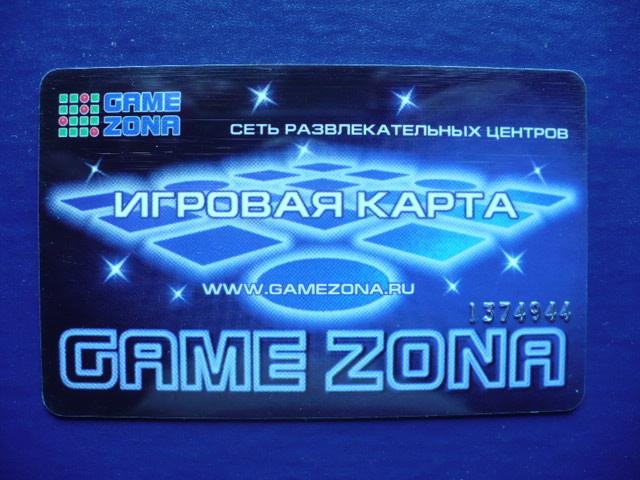 GAME
ZONA
СЕТЬ РАЗВЛЕКАТЕЛЬНЫХ ЦЕНТРОВ
ИГРОВАЯ КАРТА
WWW.GAMEZONA.RU
1374944
GAME ZONA